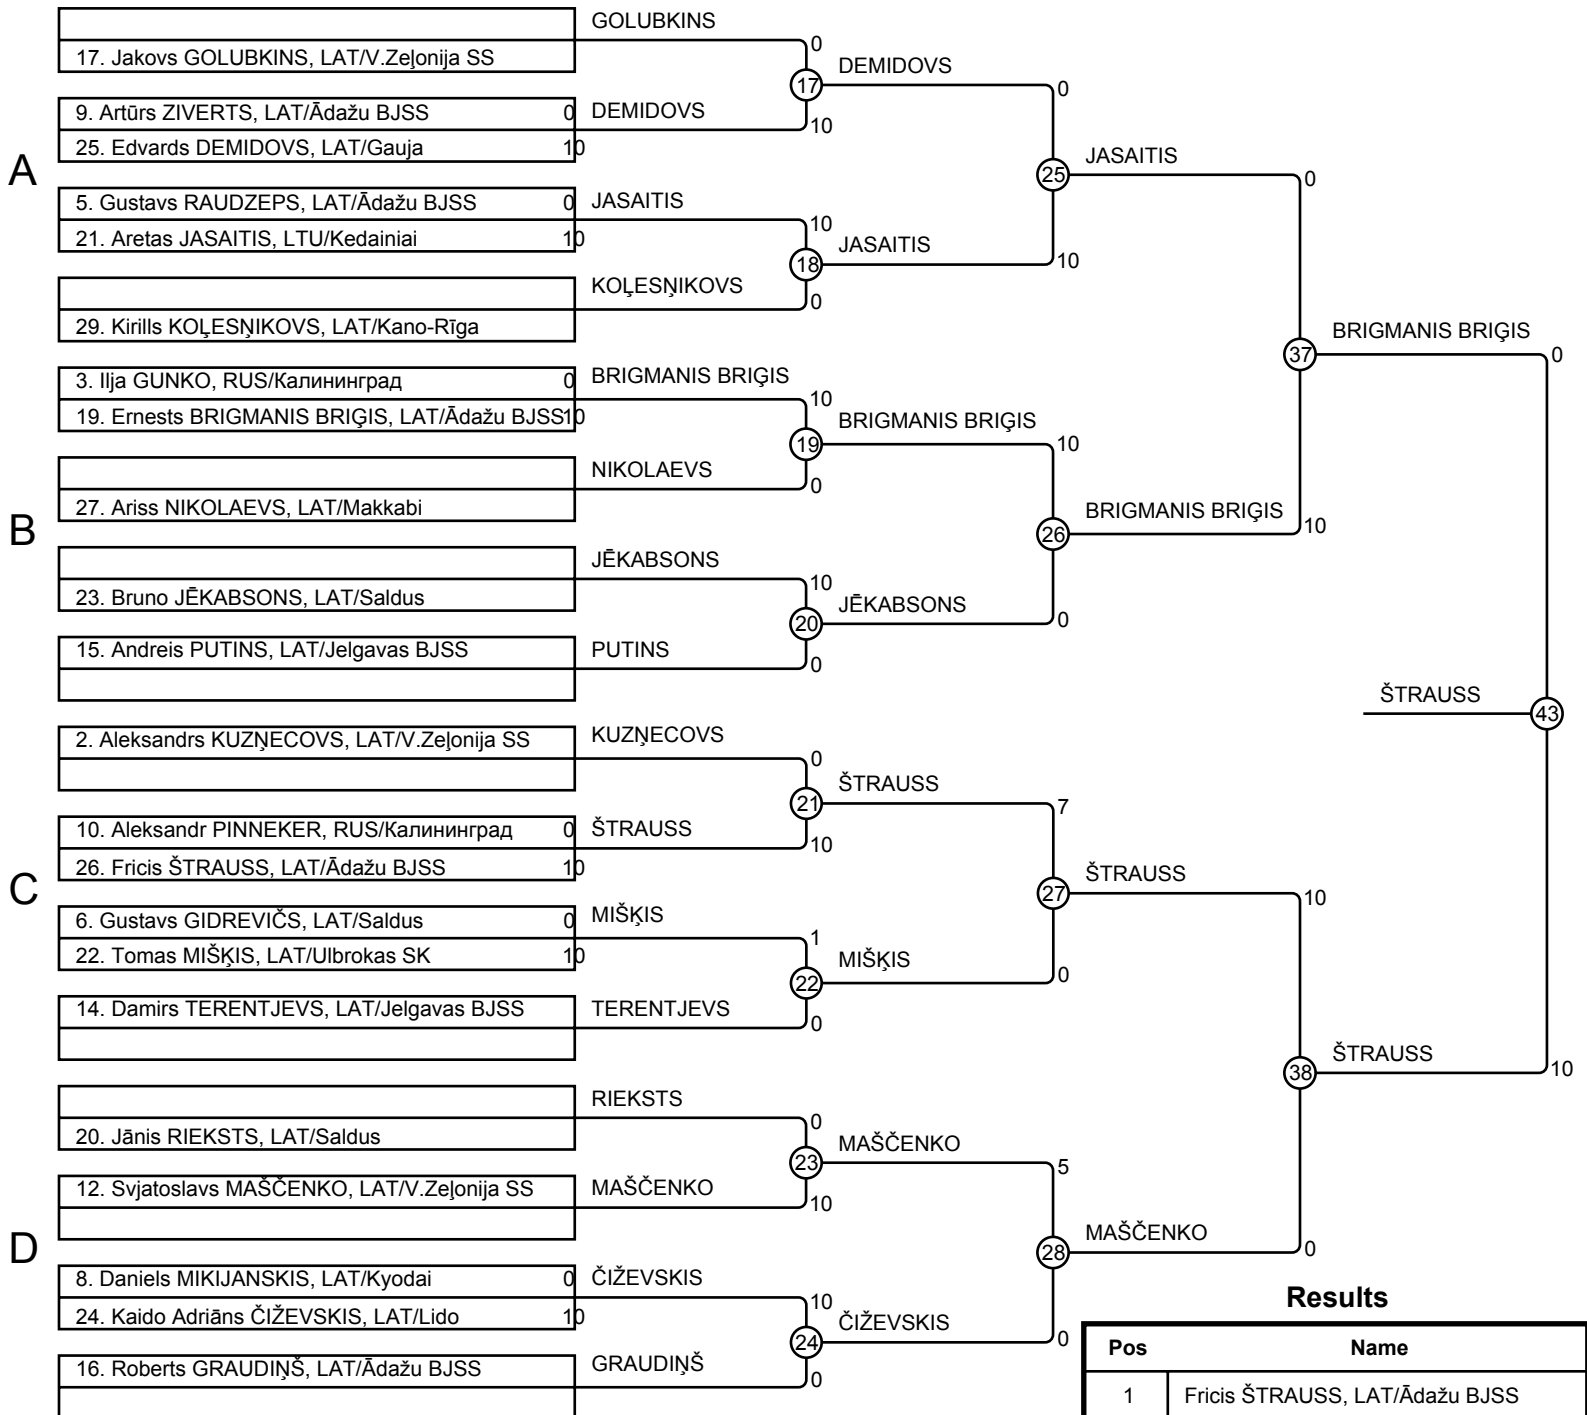 GOLUBKINS
17. Jakovs GOLUBKINS, LAT/V.Zeļonija SS
0
17
DEMIDOVS
9. Artūrs ZIVERTS, LAT/Ādažu BJSS 0
DEMIDOVS
10
25. Edvards DEMIDOVS, LAT/Gauja 10
0
A
25
JASAITIS
5. Gustavs RAUDZEPS, LAT/Ādažu BJSS 0
JASAITIS
0
21. Aretas JASAITIS, LTU/Kedainiai 10
10
18
JASAITIS
10
KOĻESŅIKOVS
0
29. Kirills KOĻESŅIKOVS, LAT/Kano-Rīga
37
BRIGMANIS BRIĢIS
0
3. Ilja GUNKO, RUS/Калининград 0
BRIGMANIS BRIĢIS
19. Ernests BRIGMANIS BRIĢIS, LAT/Ādažu BJSS 10
10
19
BRIGMANIS BRIĢIS
10
NIKOLAEVS
0
27. Ariss NIKOLAEVS, LAT/Makkabi
B
26
BRIGMANIS BRIĢIS
10
JĒKABSONS
23. Bruno JĒKABSONS, LAT/Saldus
10
20
JĒKABSONS
0
15. Andreis PUTINS, LAT/Jelgavas BJSS
PUTINS
0
ŠTRAUSS
43
2. Aleksandrs KUZŅECOVS, LAT/V.Zeļonija SS
KUZŅECOVS
0
21
ŠTRAUSS
7
10. Aleksandr PINNEKER, RUS/Калининград 0
ŠTRAUSS
10
26. Fricis ŠTRAUSS, LAT/Ādažu BJSS 10
C
27
ŠTRAUSS
10
6. Gustavs GIDREVIČS, LAT/Saldus 0
MIŠĶIS
22. Tomas MIŠĶIS, LAT/Ulbrokas SK 10
1
22
MIŠĶIS
0
14. Damirs TERENTJEVS, LAT/Jelgavas BJSS
TERENTJEVS
0
38
ŠTRAUSS
10
RIEKSTS
20. Jānis RIEKSTS, LAT/Saldus
0
23
MAŠČENKO
5
12. Svjatoslavs MAŠČENKO, LAT/V.Zeļonija SS
MAŠČENKO
10
D
28
MAŠČENKO
0
8. Daniels MIKIJANSKIS, LAT/Kyodai 0
ČIŽEVSKIS
24. Kaido Adriāns ČIŽEVSKIS, LAT/Lido 10
10
24
ČIŽEVSKIS
0
16. Roberts GRAUDIŅŠ, LAT/Ādažu BJSS
GRAUDIŅŠ
0
Results
Pos Name
1 Fricis ŠTRAUSS, LAT/Ādažu BJSS